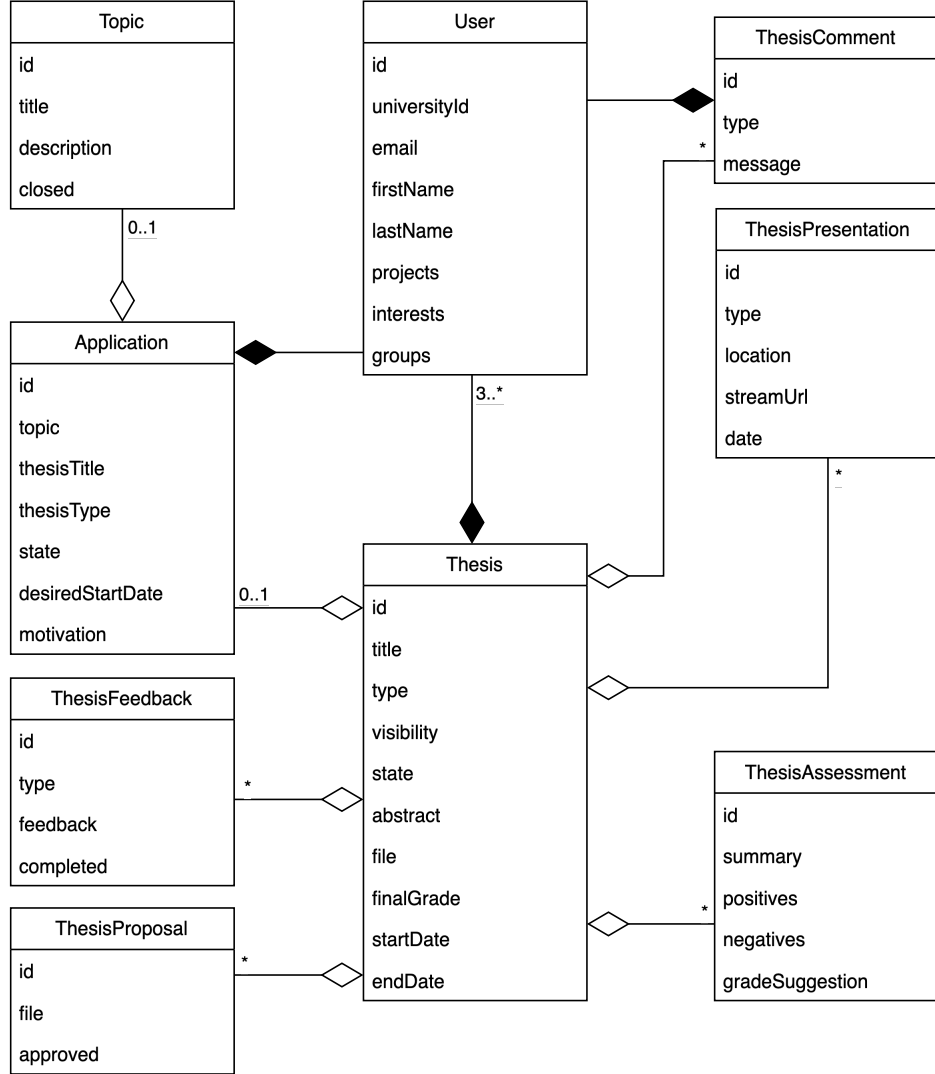 Topic
id
title
description
closed
0..1
User
id
universityId
email
firstName
lastName
projects
interests
groups
3..*
ThesisComment
id
type
message
*
ThesisPresentation
id
type
location
streamUrl
date
*
Application
id
topic
thesisTitle
thesisType
state
desiredStartDate
motivation
0..1
Thesis
id
title
type
visibility
state
abstract
file
finalGrade
startDate
endDate
ThesisFeedback
id
type
feedback
completed
*
ThesisProposal
id
file
approved
*
ThesisAssessment
id
summary
positives
negatives
gradeSuggestion
*